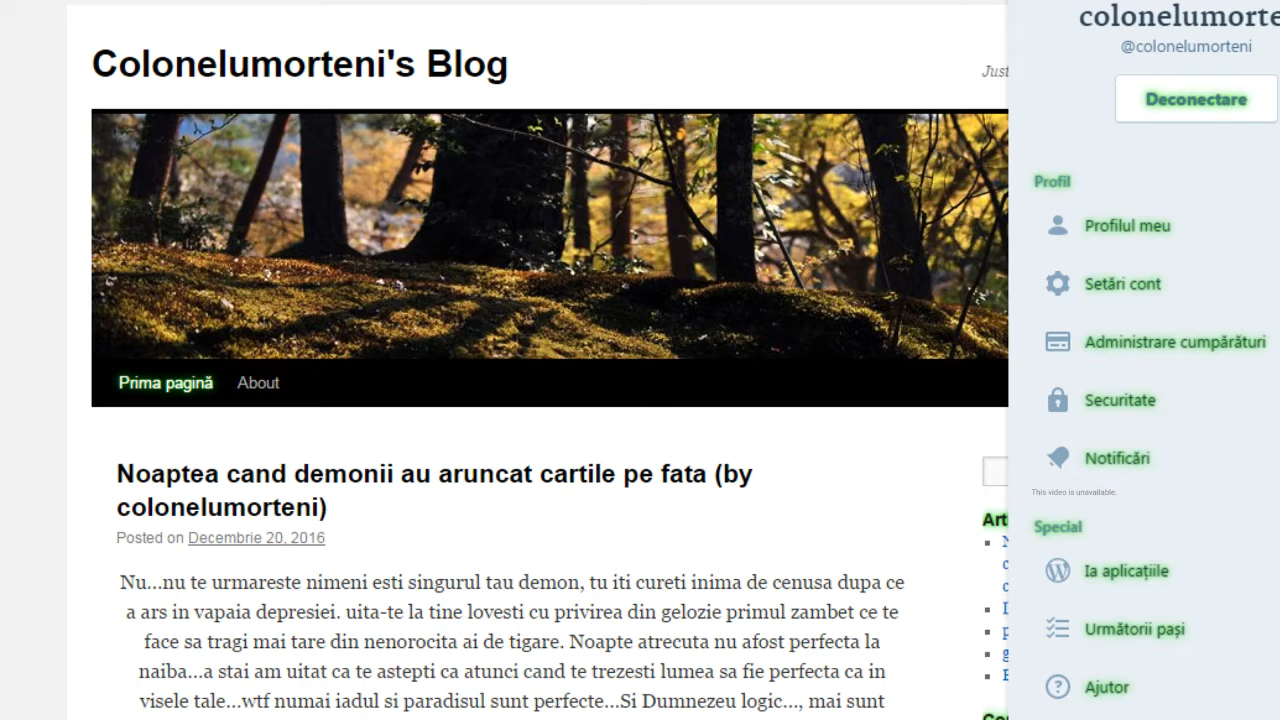 Colonelumorteni's Blog
Just
Prima pagină About
Noaptea cand demonii au aruncat cartile pe fata (by
colonelumorteni)
Posted on Decembrie 20, 2016
Nu...nu te urmareste nimeni esti singurul tau demon, tu iti cureti inima de cenusa dupa ce
a ars in vapaia depresiei. uita-te la tine lovesti cu privirea din gelozie primul zambet ce te
face sa tragi mai tare din nenorocita ai de tigare. Noapte atrecuta nu afost perfecta la
naiba...a stai am uitat ca te astepti ca atunci cand te trezesti lumea sa fie perfecta ca in
visele tale...wtf numai iadul si paradisul sunt perfecte...Si Dumnezeu logic..., mai sunt
Art
colonelumorte
@colonelumorteni
Deconectare
Profil
Profilul meu
Setări cont
Administrare cumpărături
Securitate
Notificări
This video is unavailable.
Special
Ia aplicațiile
Următorii pași
Ajutor